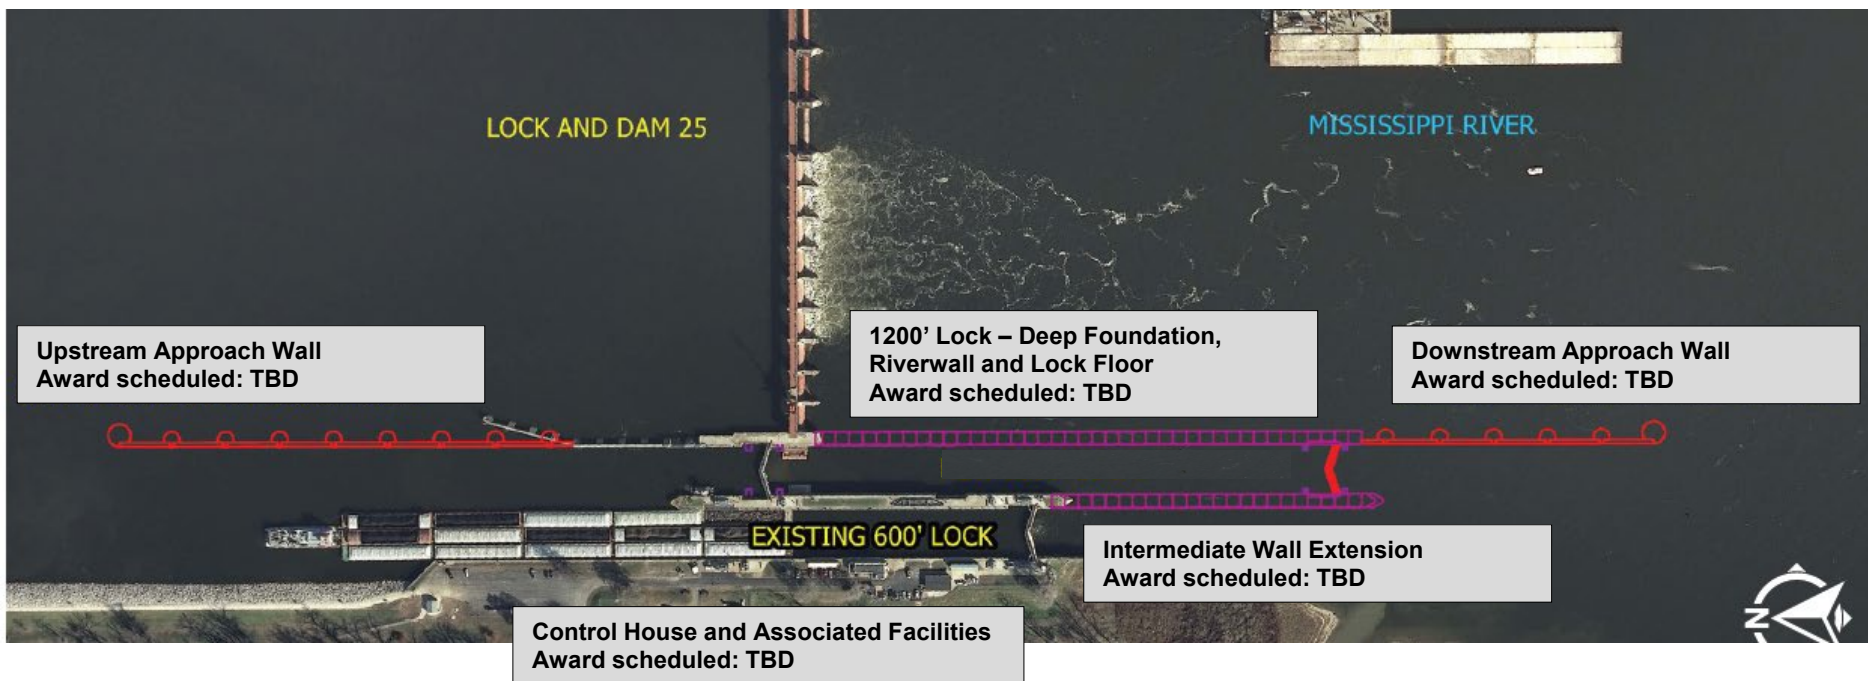 LOCK AND DAM 25
MISSISSIPPI RIVER
Upstream Approach Wall
Award scheduled: TBD
1200' Lock – Deep Foundation,
Riverwall and Lock Floor
Award scheduled: TBD
Downstream Approach Wall
Award scheduled: TBD
EXISTING 600' LOCK
Intermediate Wall Extension
Award scheduled: TBD
Control House and Associated Facilities
Award scheduled: TBD
N